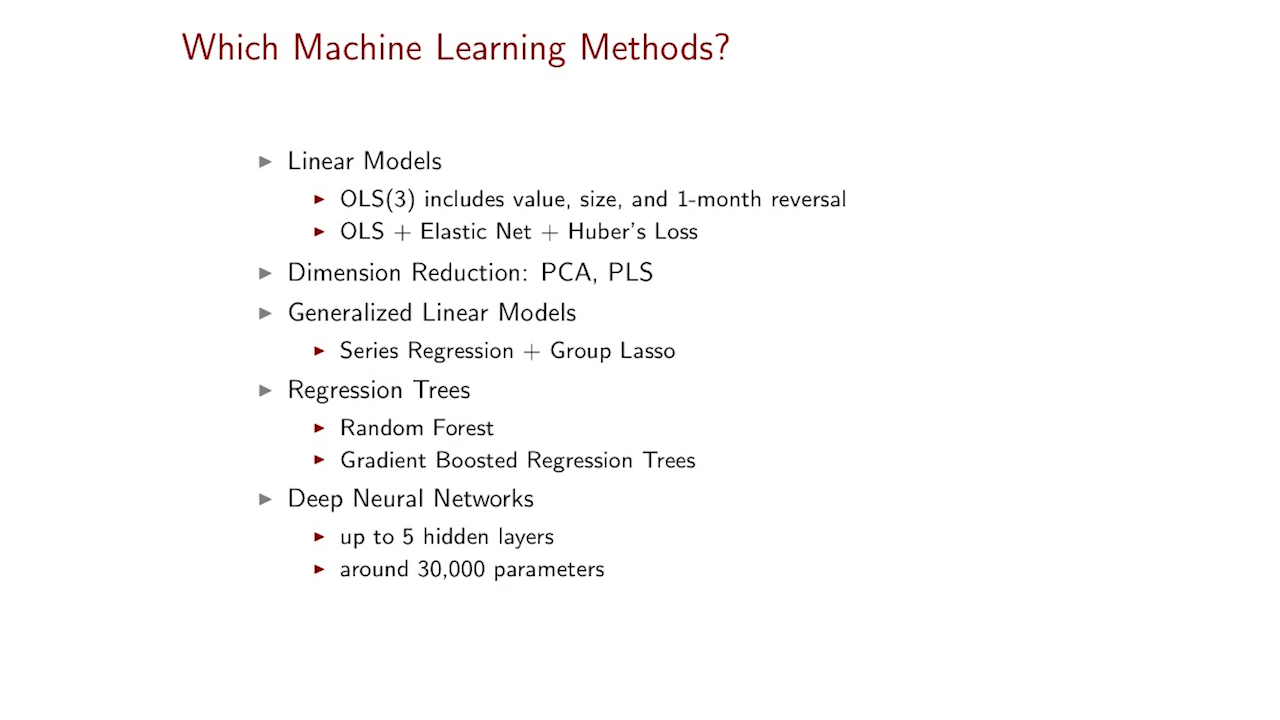 Which Machine Learning Methods?
▶ Linear Models
▶ OLS(3) includes value, size, and 1-month reversal
▶ OLS + Elastic Net + Huber's Loss
▶ Dimension Reduction: PCA, PLS
▶ Generalized Linear Models
▶ Series Regression + Group Lasso
▶ Regression Trees
▶ Random Forest
▶ Gradient Boosted Regression Trees
▶ Deep Neural Networks
▶ up to 5 hidden layers
▶ around 30,000 parameters